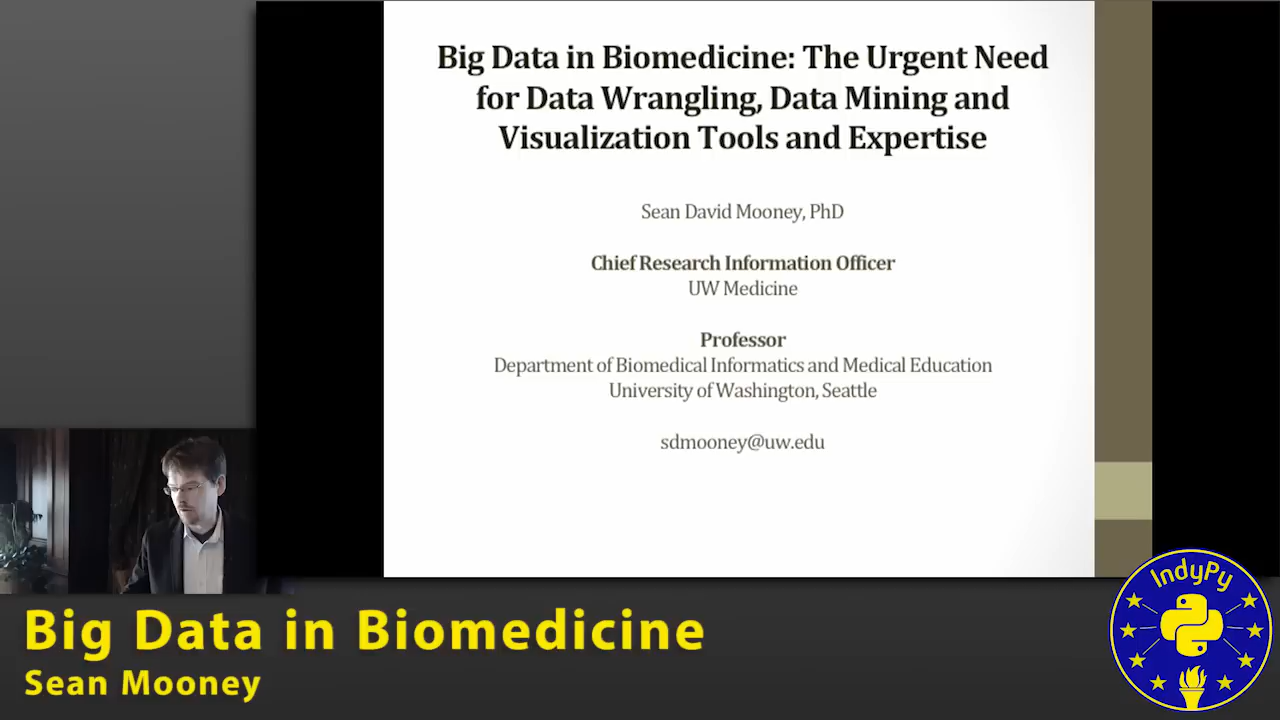 Big Data in Biomedicine: The Urgent Need
for Data Wrangling, Data Mining and
Visualization Tools and Expertise
Sean David Mooney, PhD
Chief Research Information Officer
UW Medicine
Professor
Department of Biomedical Informatics and Medical Education
University of Washington, Seattle
sdmooney@uw.edu
Big Data in Biomedicine
Sean Mooney
IndyPy